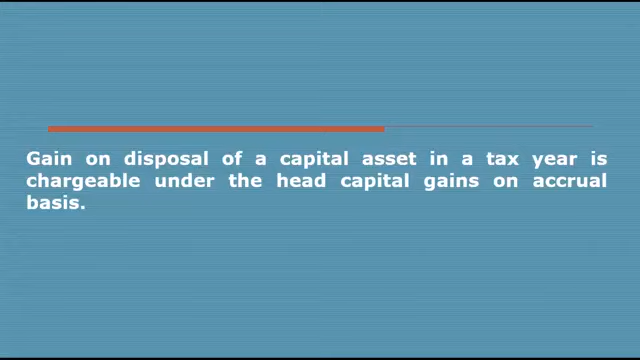 Gain on disposal of a capital asset in a tax year is
chargeable under the head capital gains on accrual
basis.